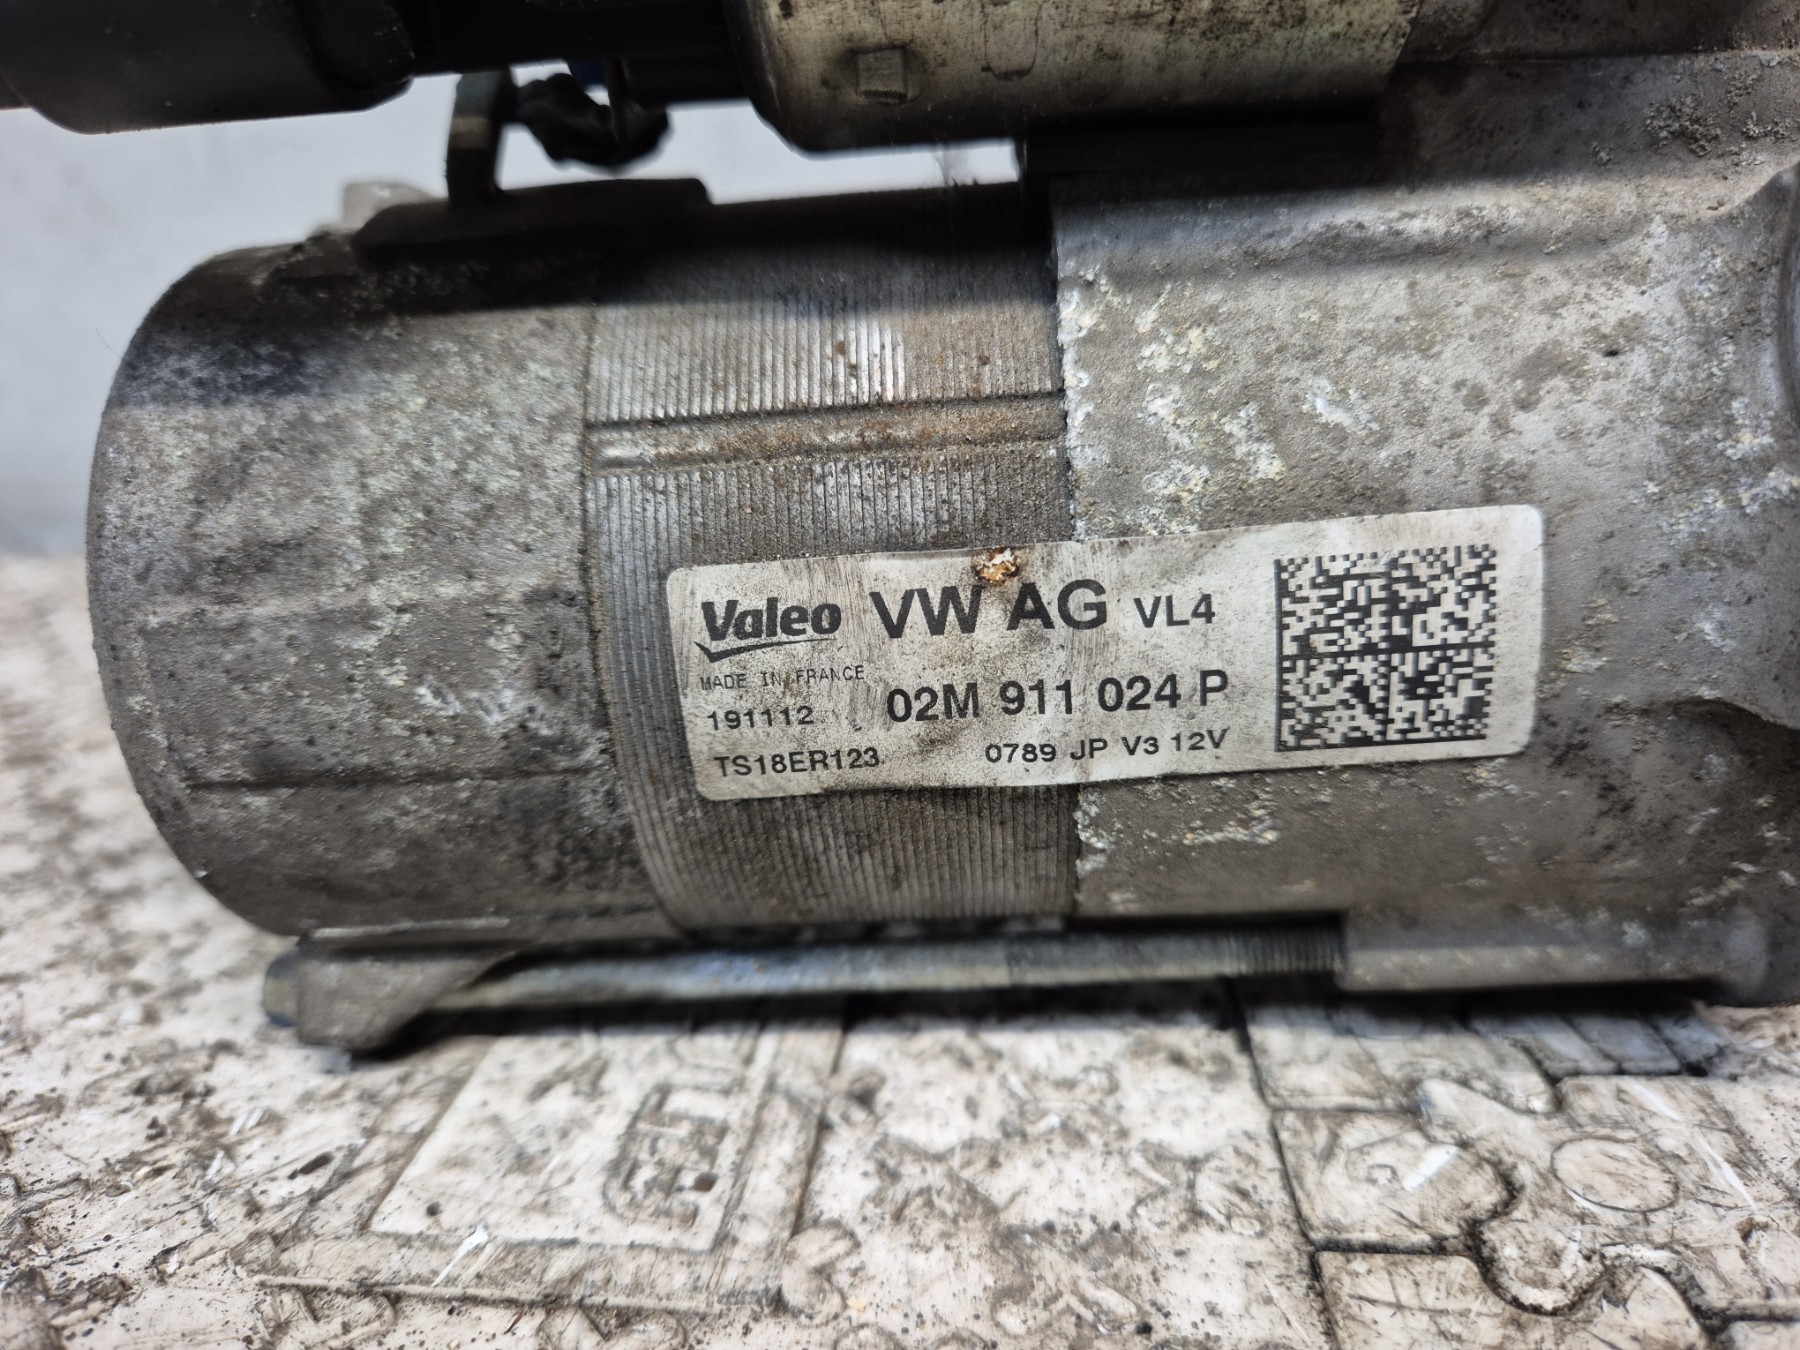 Valeo VW AG VL4
MADE IN FRANCE
191112 02M 911 024 P
TS18ER123 0789 JP V3 12V